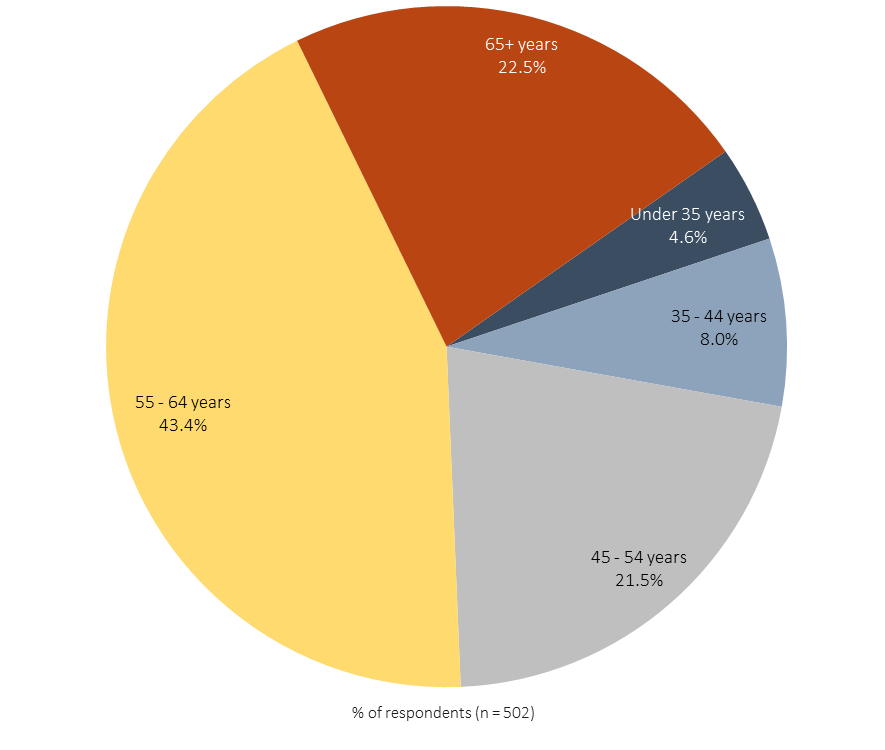 65+ years
22.5%
Under 35 years
4.6%
35 - 44 years
8.0%
55 - 64 years
43.4%
45 - 54 years
21.5%
% of respondents (n = 502)